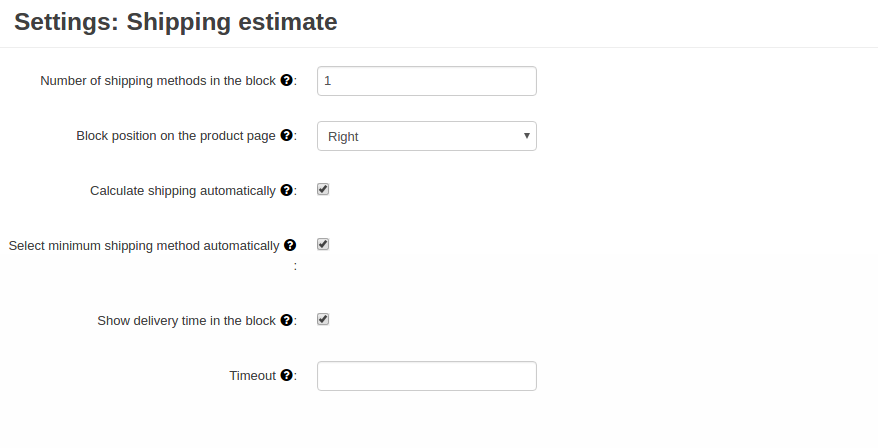 Settings: Shipping estimate
Number of shipping methods in the block ?: 1
Block position on the product page ?: Right
Calculate shipping automatically ?:
Select minimum shipping method automatically ?
:
Show delivery time in the block ?:
Timeout ?: